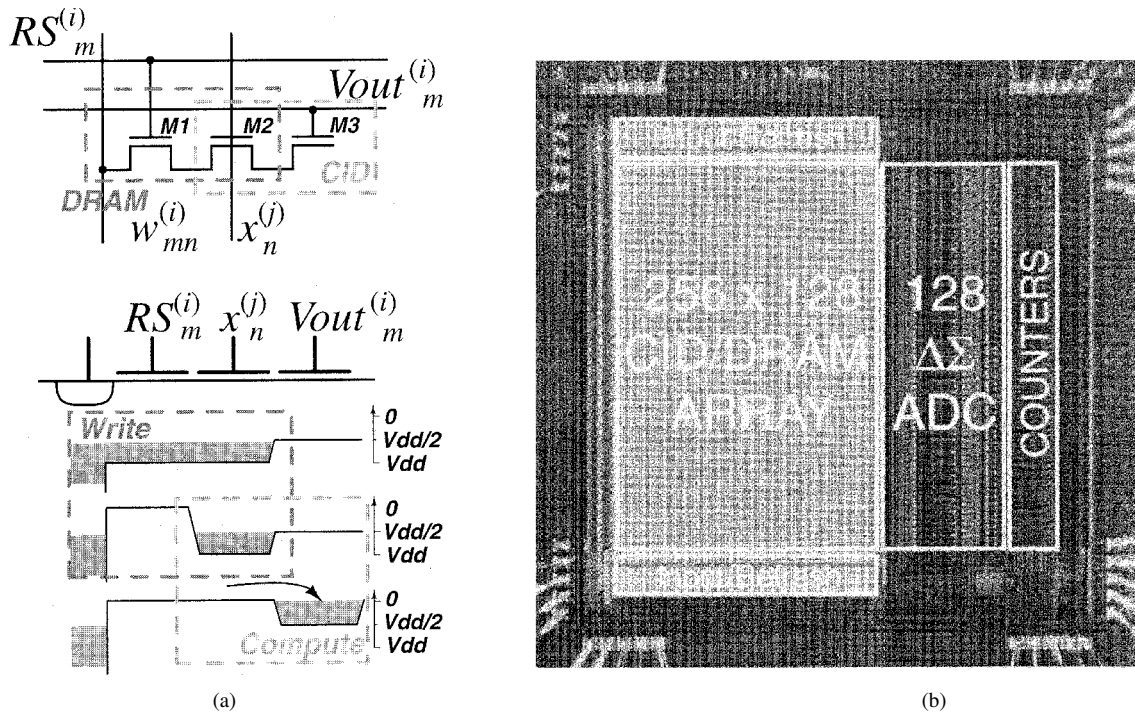 RS_m^(i)
Vout_m^(i)
M1 M2 M3
CID
DRAM
w_mn^(i) x_n^(j)
RS_m^(i) x_n^(j) Vout_m^(i)
Write
0
Vdd/2
Vdd
0
Vdd/2
Vdd
0
Vdd/2
Compute
Vdd
(a)
256 x 128
CID/DRAM
ARRAY
128
ΔΣ
ADC
COUNTERS
(b)